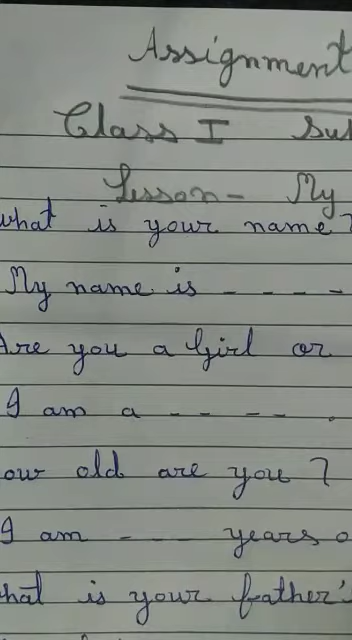 Assignment
Class I Sub
Lesson- My
what is your name?
My name is - - - -
Are you a Girl or
I am a - - - - .
ow old are you ?
I am - - - years o
hat is your father'